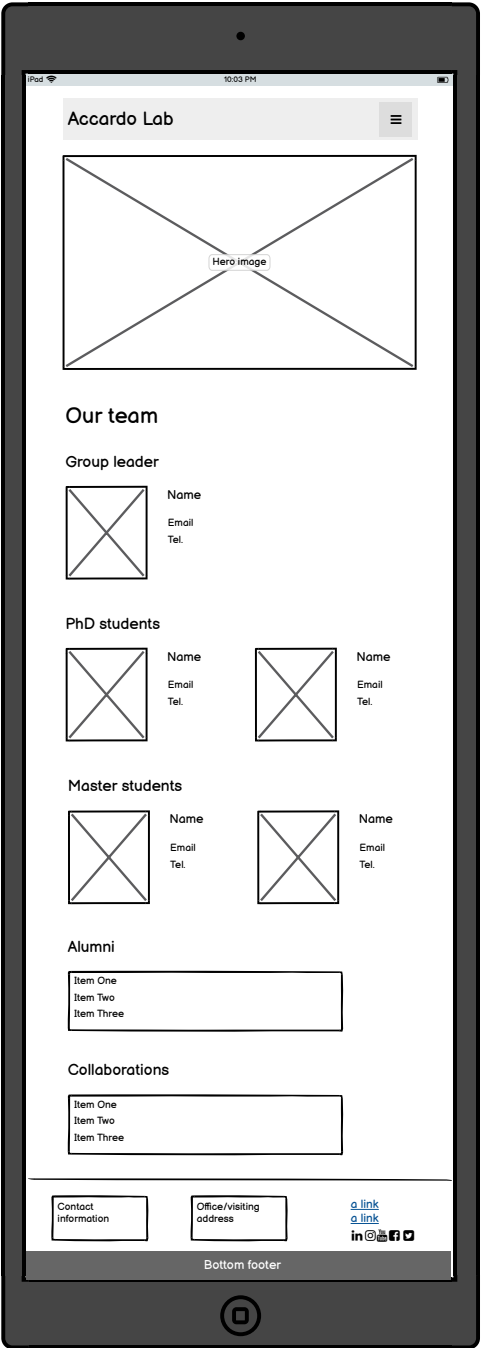 iPad 10:03 PM
Accardo Lab
Hero image
Our team
Group leader
Name
Email
Tel.
PhD students
Name
Email
Tel.
Name
Email
Tel.
Master students
Name
Email
Tel.
Name
Email
Tel.
Alumni
Item One
Item Two
Item Three
Collaborations
Item One
Item Two
Item Three
Contact
information
Office/visiting
address
a link
a link
Bottom footer